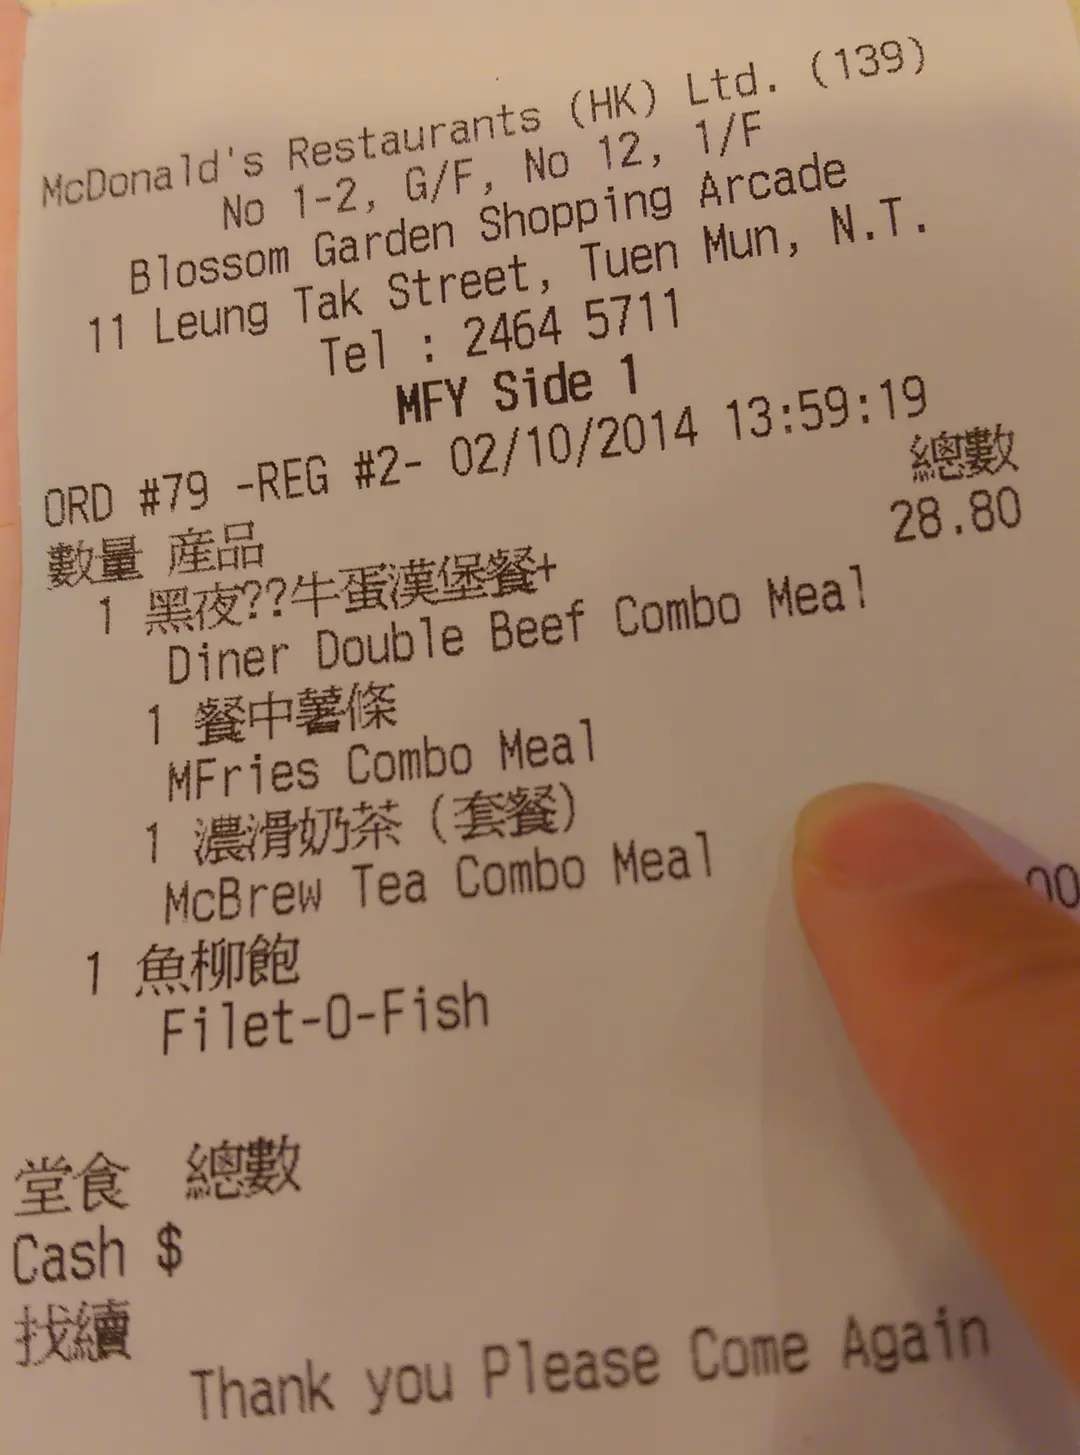 McDonald's Restaurants (HK) Ltd. (139)
No 1-2, G/F, No 12, 1/F
Blossom Garden Shopping Arcade
11 Leung Tak Street, Tuen Mun, N.T.
Tel : 2464 5711
MFY Side 1
ORD #79 -REG #2- 02/10/2014 13:59:19
數量 產品 總數
1 黑夜??牛蛋漢堡餐+ 28.80
Diner Double Beef Combo Meal
1 餐中薯條
MFries Combo Meal
1 濃滑奶茶 (套餐)
McBrew Tea Combo Meal
1 魚柳飽 00
Filet-O-Fish
堂食 總數
Cash $
找續
Thank you Please Come Again